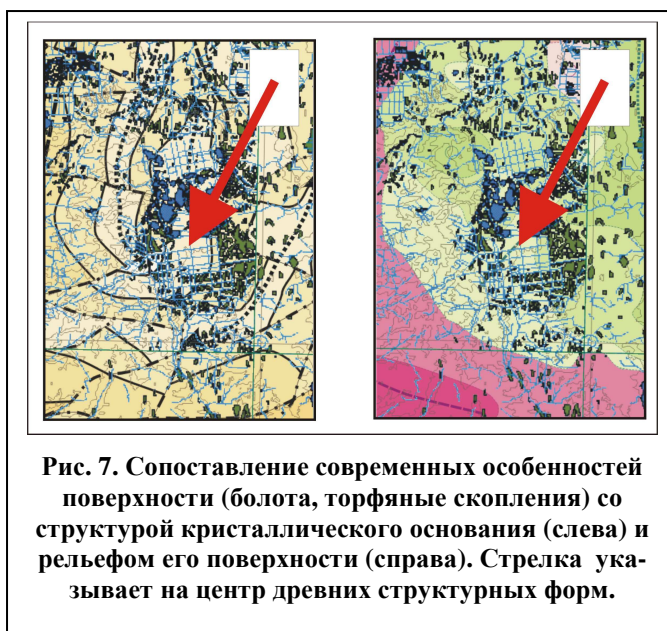 Рис. 7. Сопоставление современных особенностей
поверхности (болота, торфяные скопления) со
структурой кристаллического основания (слева) и
рельефом его поверхности (справа). Стрелка ука-
зывает на центр древних структурных форм.